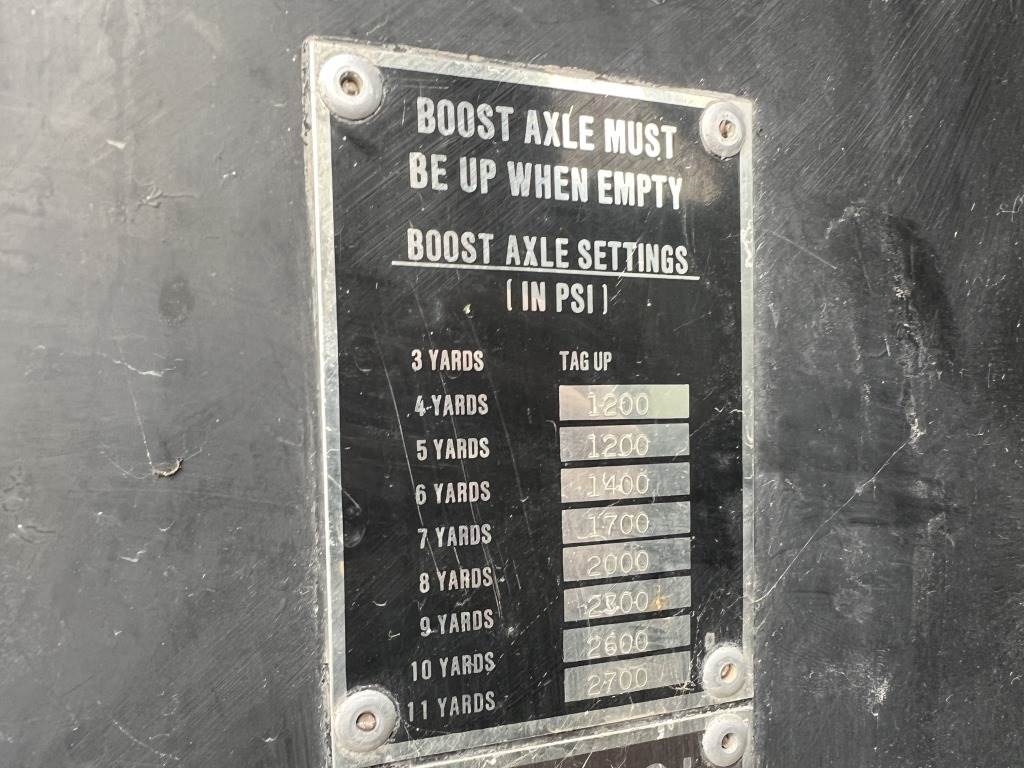 BOOST AXLE MUST
BE UP WHEN EMPTY
BOOST AXLE SETTINGS
(IN PSI)
3 YARDS TAG UP
4 YARDS 1200
5 YARDS 1200
6 YARDS 1400
7 YARDS 1700
8 YARDS 2000
9 YARDS 2300
10 YARDS 2600
11 YARDS 2700